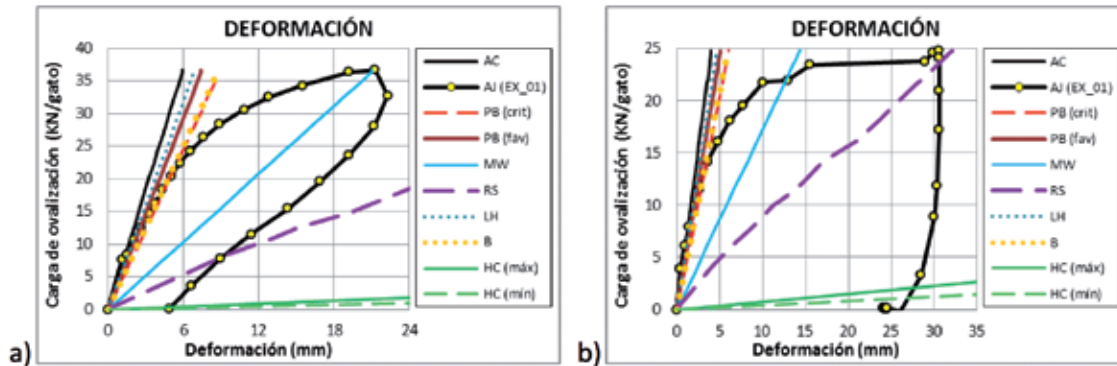 DEFORMACIÓN
Carga de ovalización (KN/gato)
40
35
30
25
20
15
10
5
0
0 6 12 18 24
Deformación (mm)
AC
AJ (EX_01)
PB (crit)
PB (fav)
MW
RS
LH
B
HC (máx)
HC (mín)
a)
DEFORMACIÓN
Carga de ovalización (KN/gato)
25
20
15
10
5
0
0 5 10 15 20 25 30 35
Deformación (mm)
AC
AJ (EX_01)
PB (crit)
PB (fav)
MW
RS
LH
B
HC (máx)
HC (mín)
b)